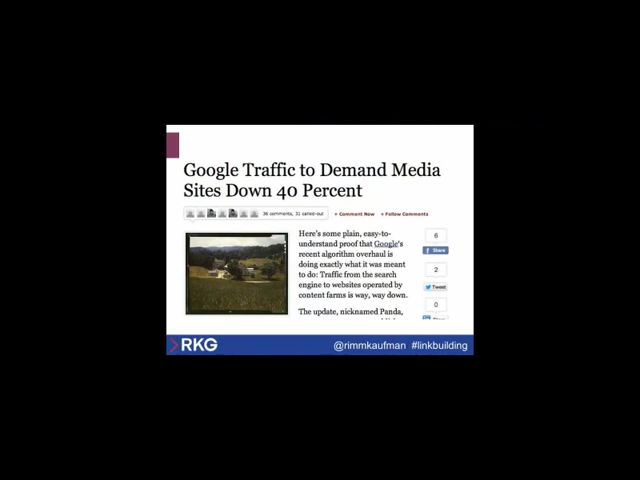 Google Traffic to Demand Media
Sites Down 40 Percent
36 comments, 31 called-out
+ Comment Now
+ Follow Comments
Here's some plain, easy-to-
understand proof that Google's
recent algorithm overhaul is
doing exactly what it was meant
to do: Traffic from the search
engine to websites operated by
content farms is way, way down.
The update, nicknamed Panda,
6
Share
2
Tweet
0
RKG
@rimmkaufman #linkbuilding